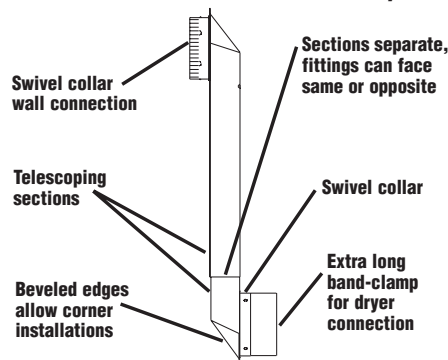 Sections separate,
fittings can face
same or opposite
Swivel collar
wall connection
Telescoping
sections
Swivel collar
Extra long
band-clamp
for dryer
connection
Beveled edges
allow corner
installations